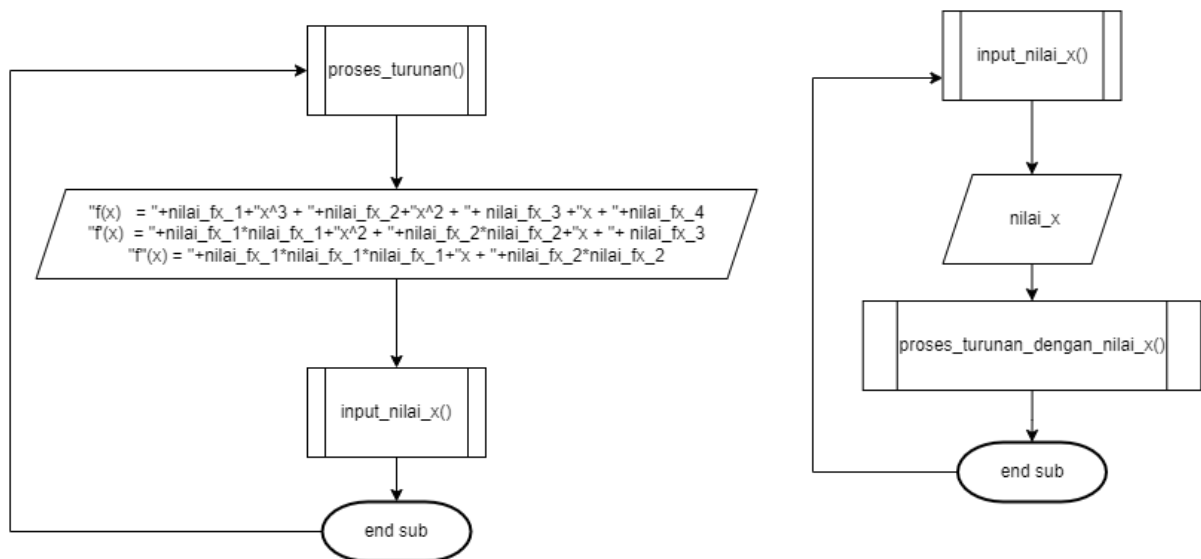 proses_turunan()
"f(x) = "+nilai_fx_1+"x^3 + "+nilai_fx_2+"x^2 + "+ nilai_fx_3 +"x + "+nilai_fx_4
"f'(x) = "+nilai_fx_1*nilai_fx_1+"x^2 + "+nilai_fx_2*nilai_fx_2+"x + "+ nilai_fx_3
"f''(x) = "+nilai_fx_1*nilai_fx_1*nilai_fx_1+"x + "+nilai_fx_2*nilai_fx_2
input_nilai_x()
end sub
input_nilai_x()
nilai_x
proses_turunan_dengan_nilai_x()
end sub